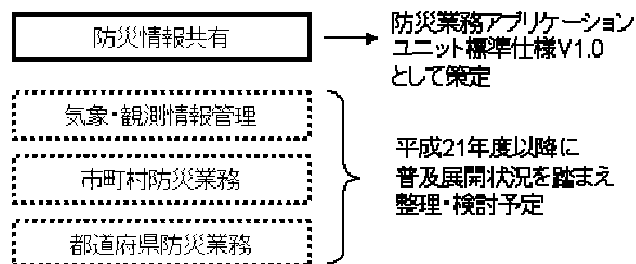 防災情報共有
防災業務アプリケーション
ユニット標準仕様V1.0
として策定
気象・観測情報管理
市町村防災業務
都道府県防災業務
平成21年度以降に
普及展開状況を踏まえ
整理・検討予定